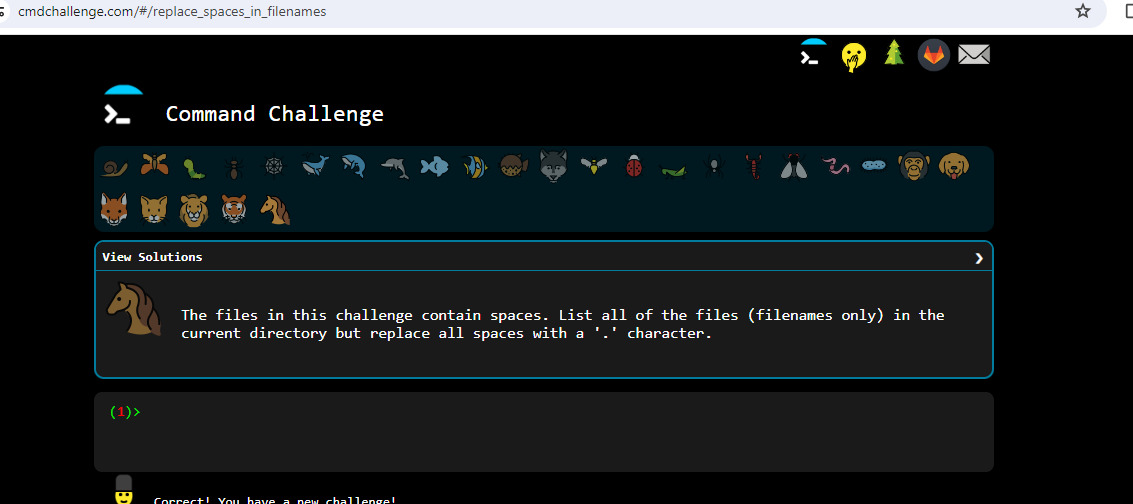 cmdchallenge.com/#/replace_spaces_in_filenames
Command Challenge
View Solutions
The files in this challenge contain spaces. List all of the files (filenames only) in the
current directory but replace all spaces with a '.' character.
(1)>
Correct! You have a new challenge!